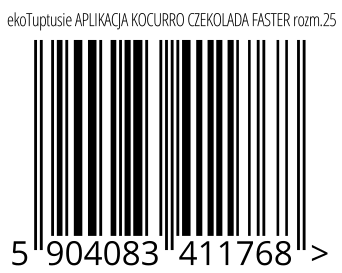 ekoTuptusie APLIKACJA KOCURRO CZEKOLADA FASTER rozm.25
5 904083 411768 >